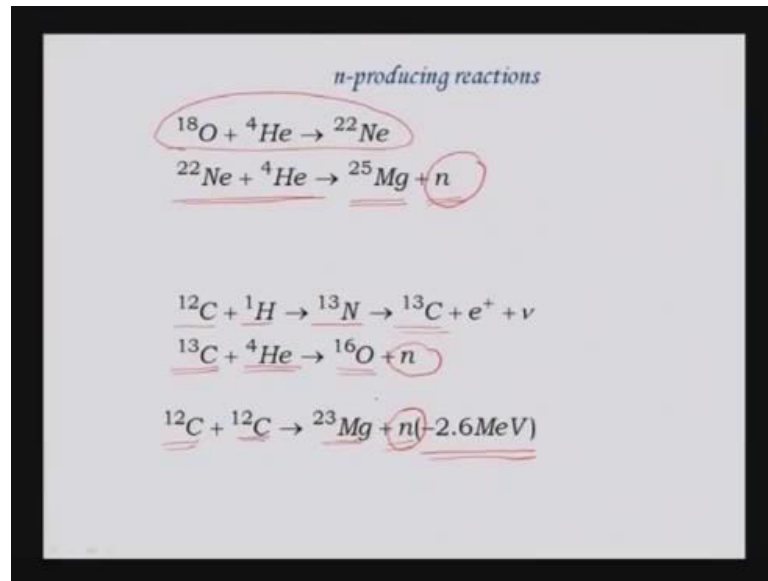 n-producing reactions
¹⁸O + ⁴He → ²²Ne
²²Ne + ⁴He → ²⁵Mg + n
¹²C + ¹H → ¹³N → ¹³C + e⁺ + ν
¹³C + ⁴He → ¹⁶O + n
¹²C + ¹²C → ²³Mg + n(−2.6MeV)